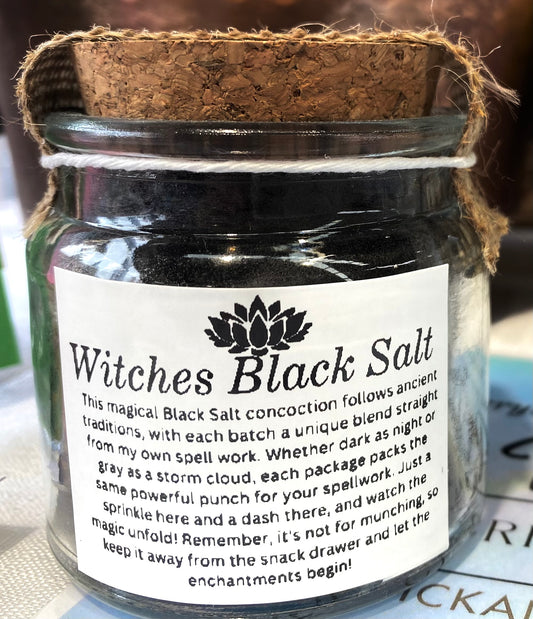 Witches Black Salt
This magical Black Salt concoction follows ancient
traditions, with each batch a unique blend straight
from my own spell work. Whether dark as night or
gray as a storm cloud, each package packs the
same powerful punch for your spellwork. Just a
sprinkle here and a dash there, and watch the
magic unfold! Remember, it's not for munching, so
keep it away from the snack drawer and let the
enchantments begin!